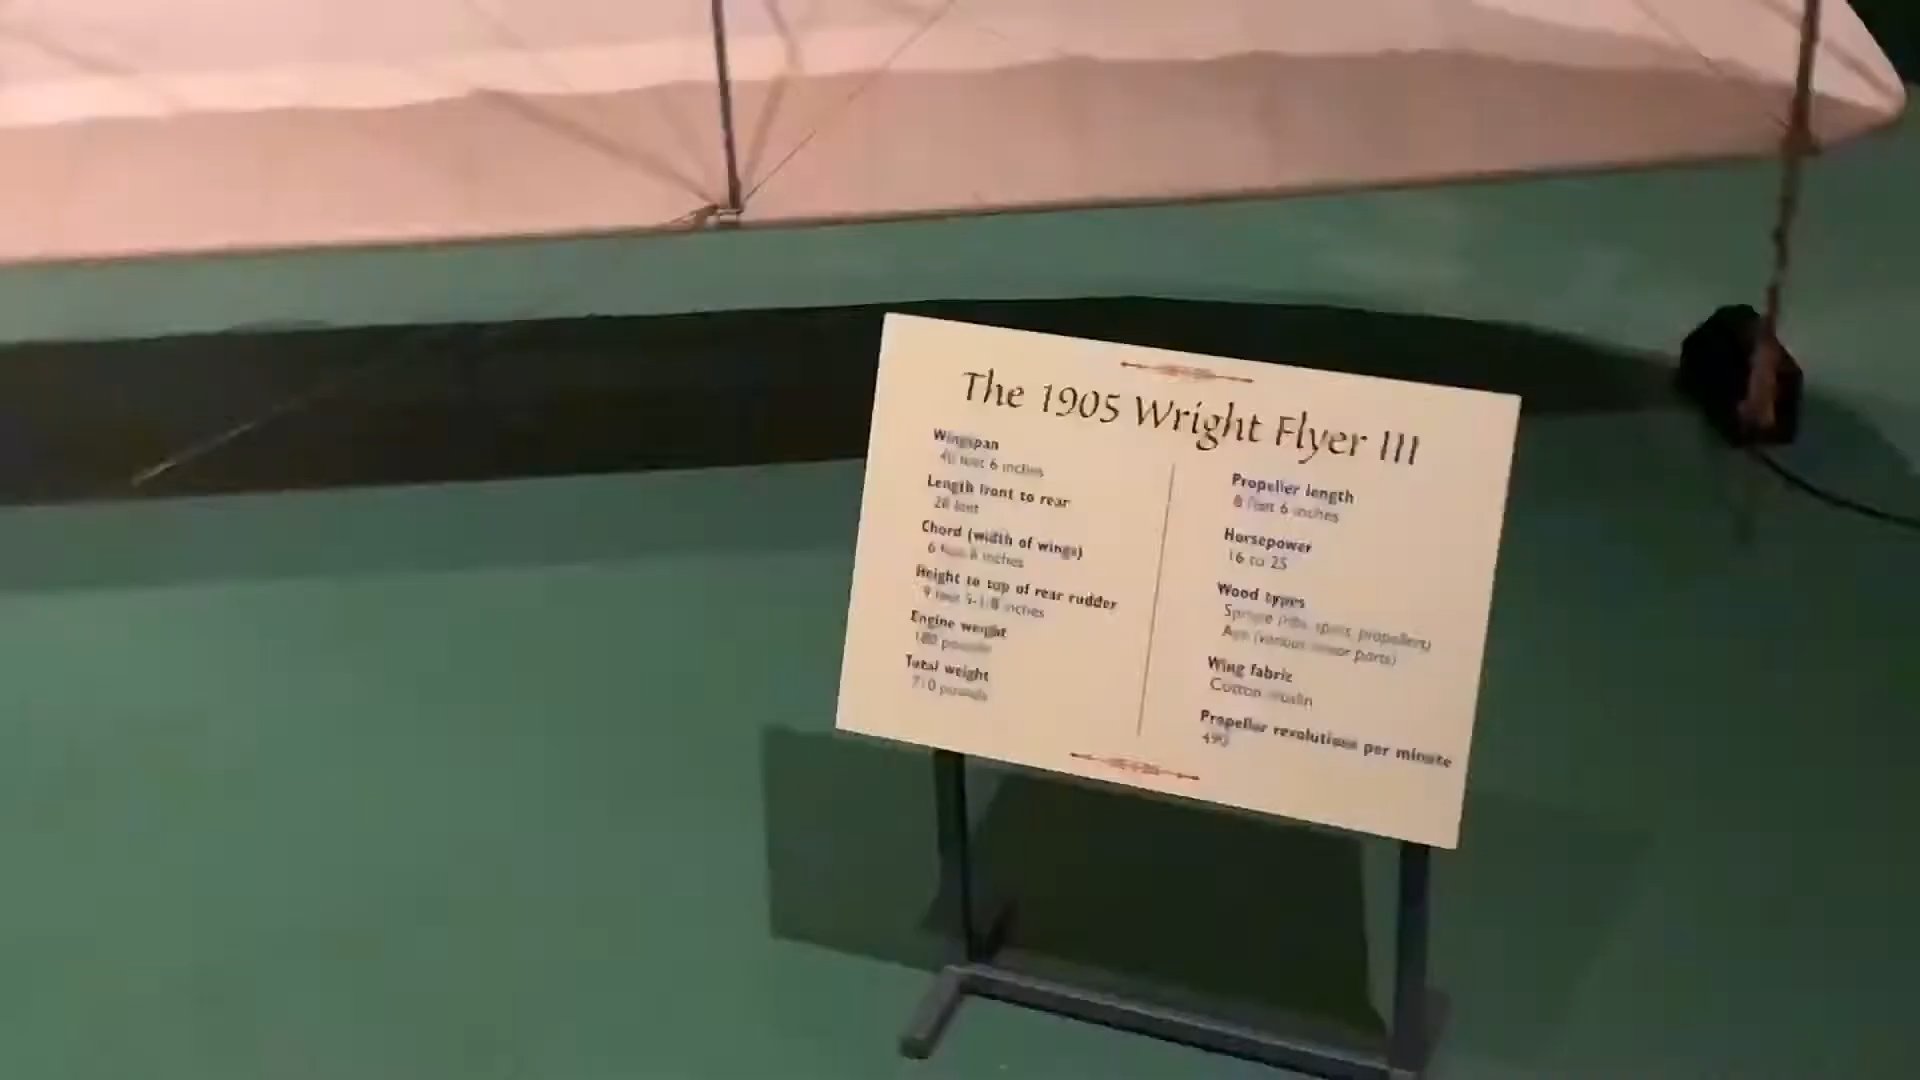 The 1905 Wright Flyer III
Wingspan
40 feet 6 inches
Length front to rear
28 feet
Chord (width of wings)
6 feet 6 inches
Height to top of rear rudder
9 feet 5-1/8 inches
Engine weight
180 pounds
Total weight
710 pounds
Propeller length
8 feet 6 inches
Horsepower
16 to 25
Wood types
Spruce (ribs, spars, propellers)
Ash (various minor parts)
Wing fabric
Cotton muslin
Propeller revolutions per minute
490